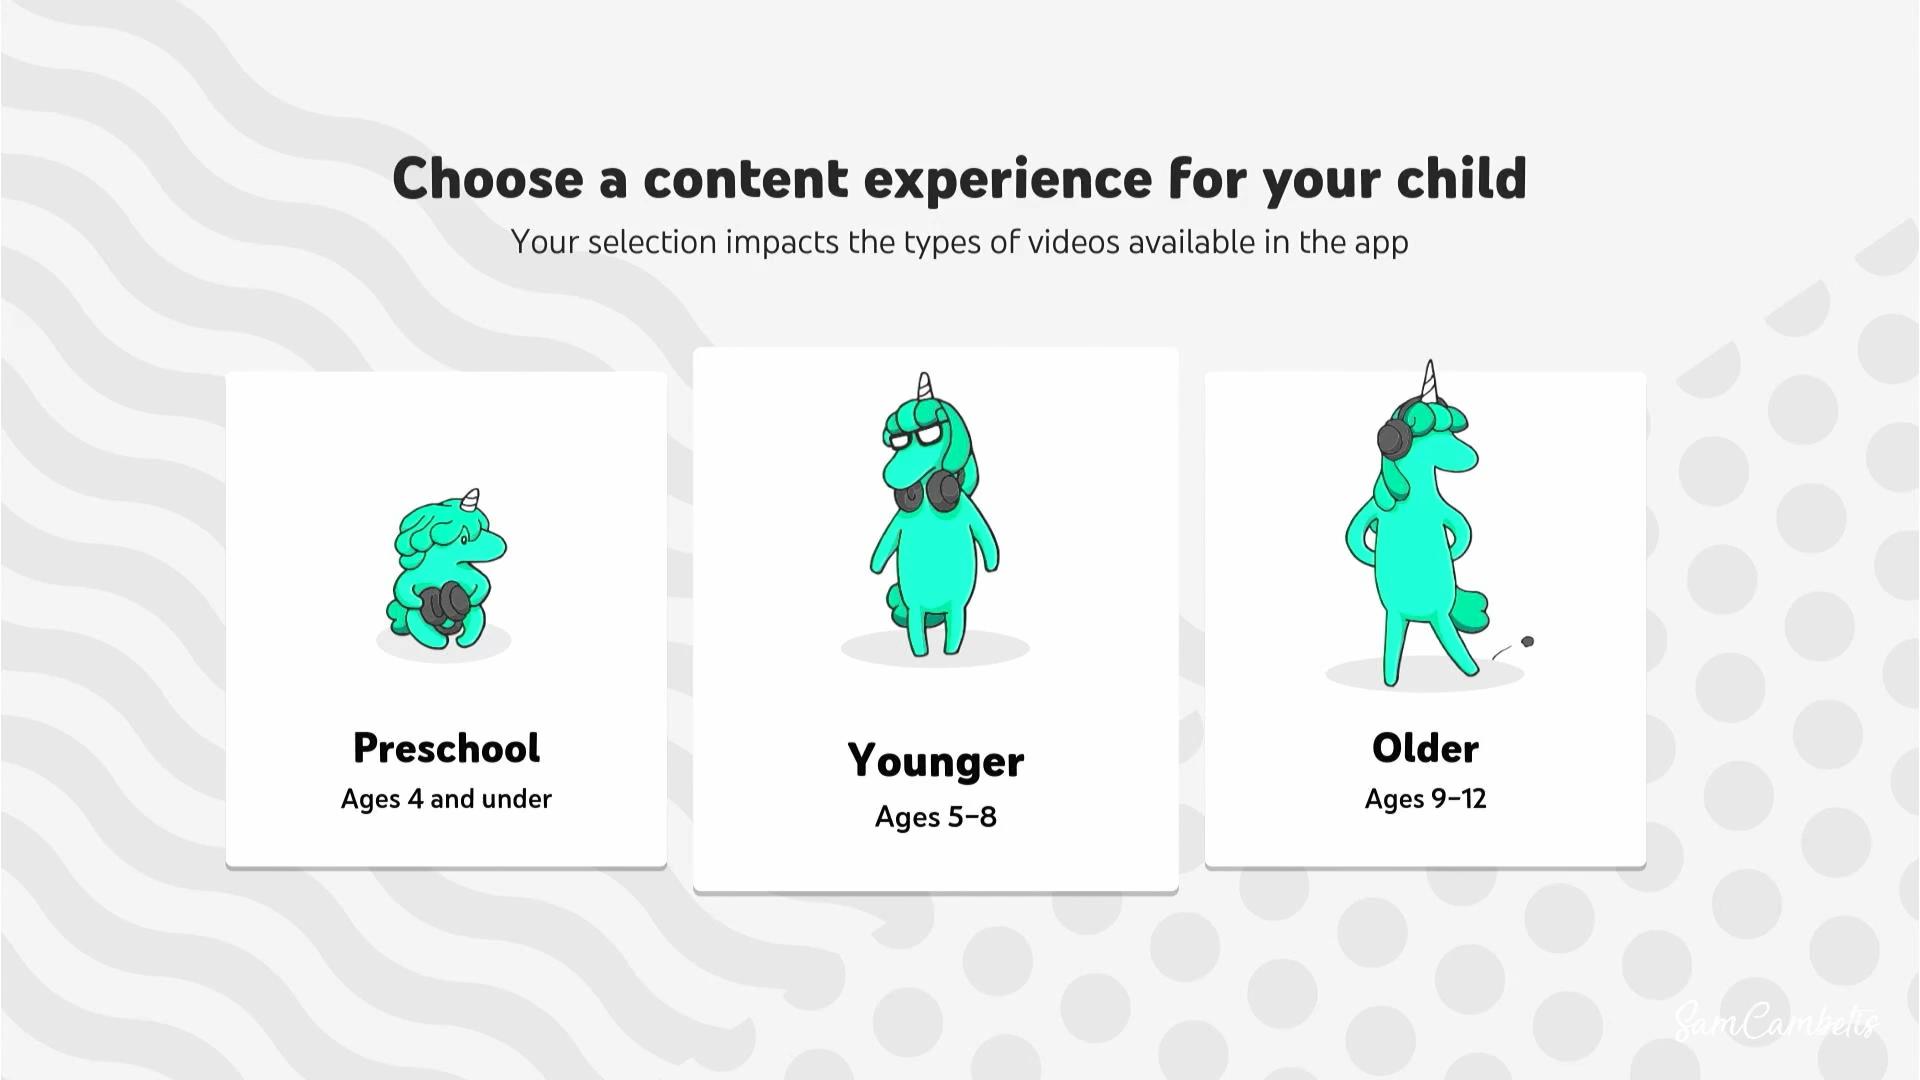 Choose a content experience for your child
Your selection impacts the types of videos available in the app
Preschool
Ages 4 and under
Younger
Ages 5-8
Older
Ages 9-12
SamCambelts